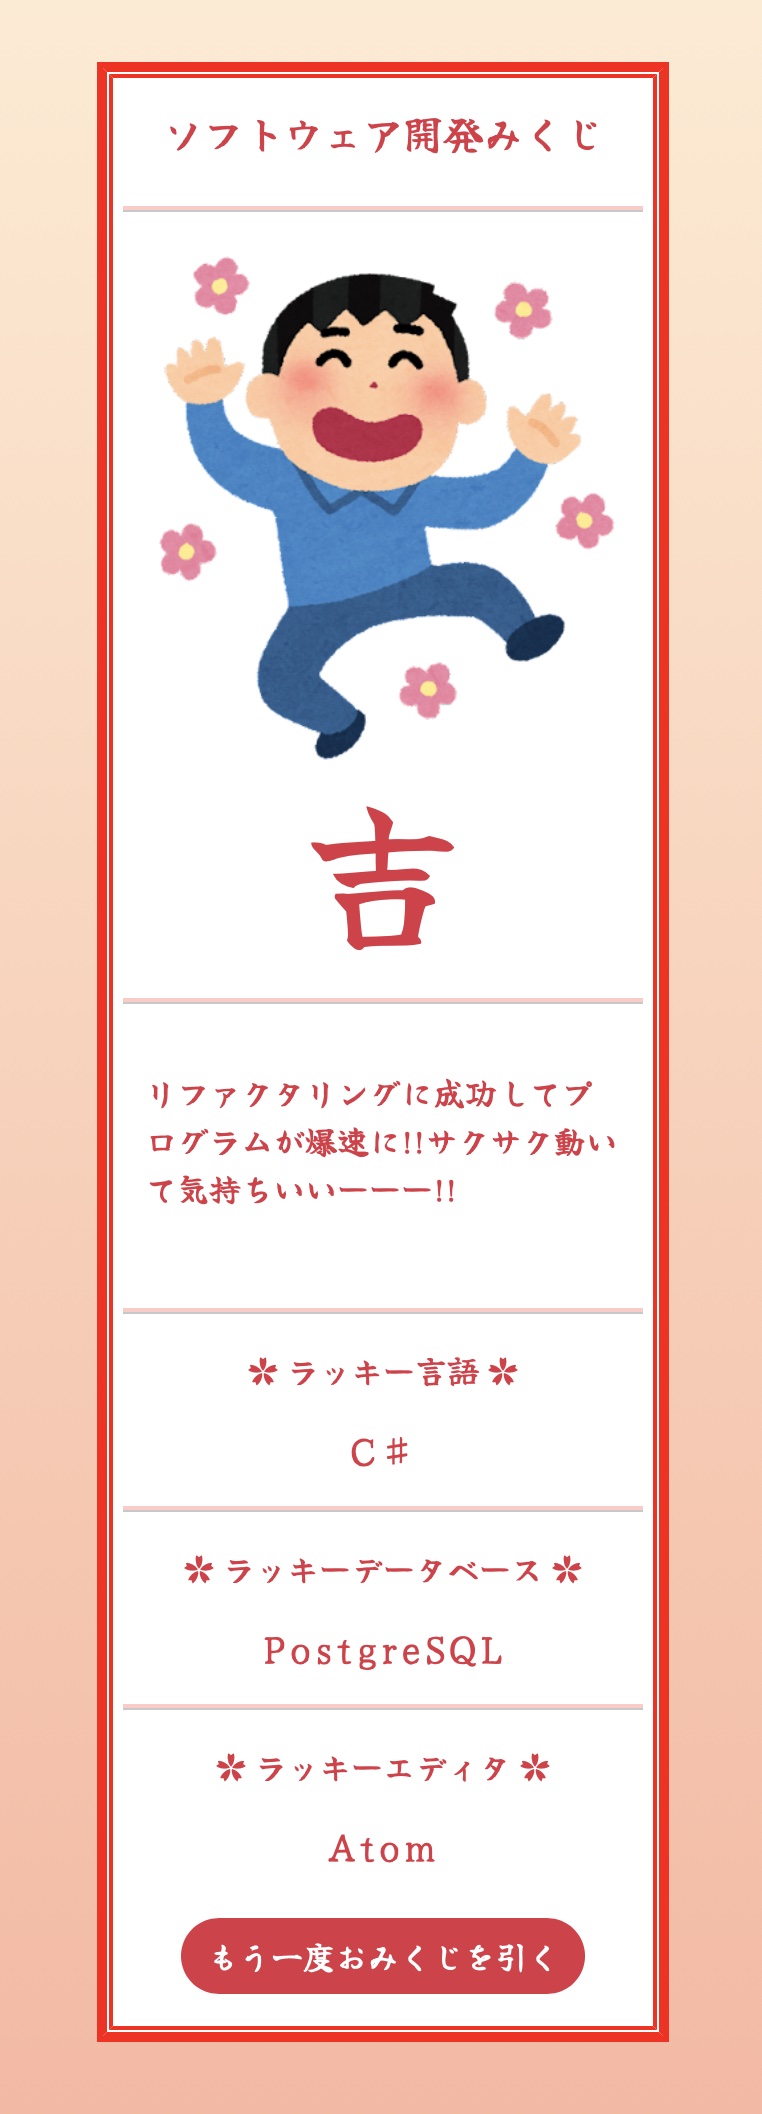 ソフトウェア開発みくじ
吉
リファクタリングに成功してプ
ログラムが爆速に!!サクサク動い
て気持ちいいーーー!!
ラッキー言語
C♯
ラッキーデータベース
PostgreSQL
ラッキーエディタ
Atom
もう一度おみくじを引く